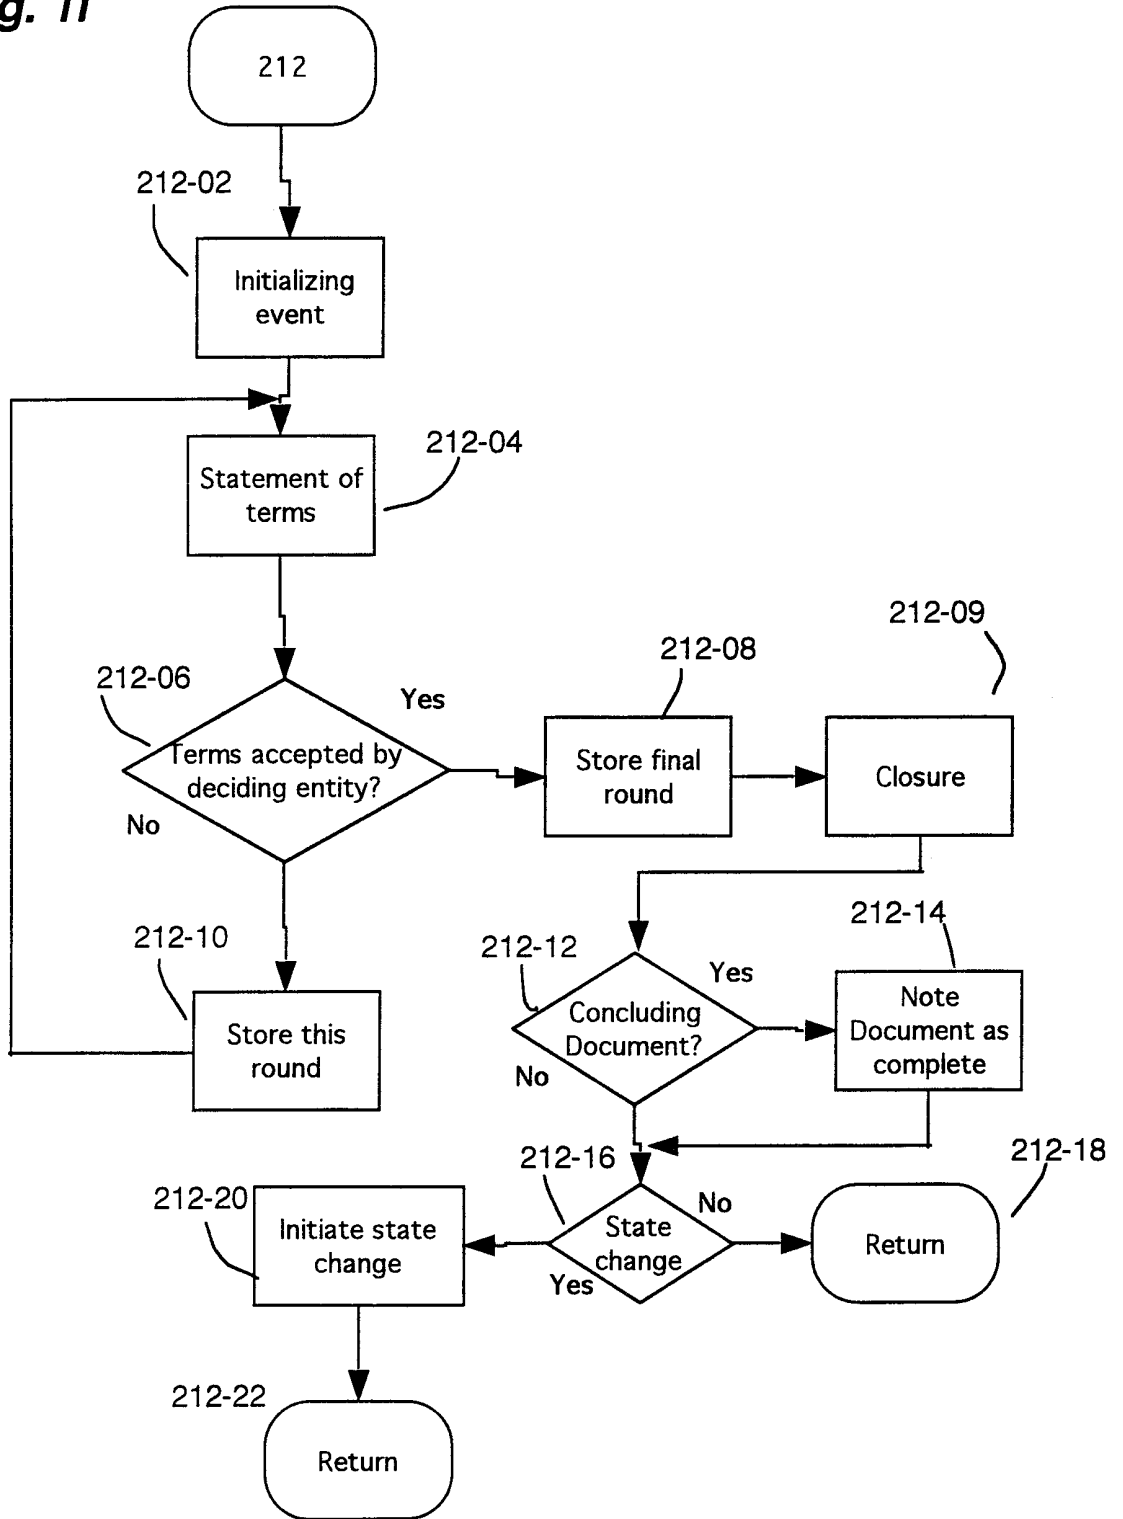 g. 11
212
212-02
Initializing
event
212-04
Statement of
terms
212-06
Terms accepted by
deciding entity?
Yes
No
212-08
Store final
round
212-09
Closure
212-10
Store this
round
212-12
Concluding
Document?
Yes
No
212-14
Note
Document as
complete
212-16
State
change
No
Yes
212-18
Return
212-20
Initiate state
change
212-22
Return